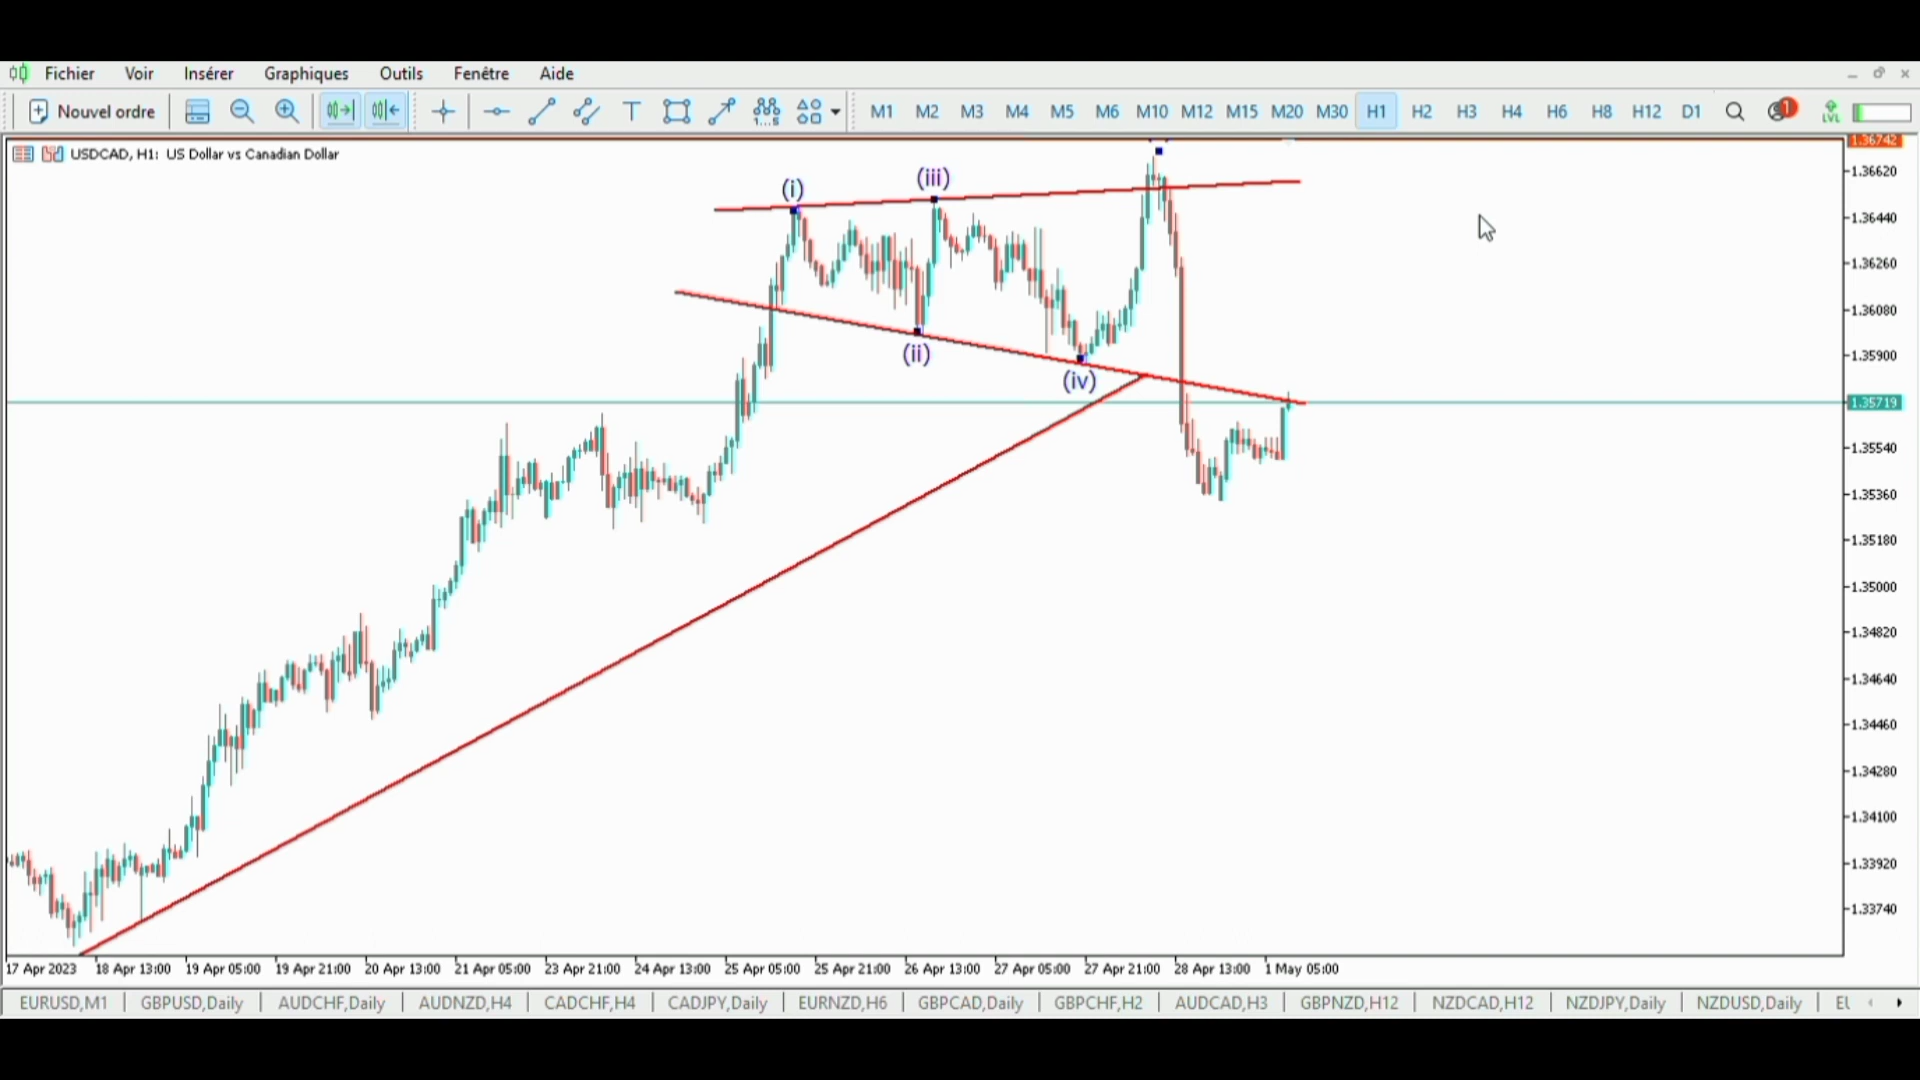 Fichier Voir Insérer Graphiques Outils Fenêtre Aide
Nouvel ordre T 1...5 M1 M2 M3 M4 M5 M6 M10 M12 M15 M20 M30 H1 H2 H3 H4 H6 H8 H12 D1 1 LVL
USDCAD, H1: US Dollar vs Canadian Dollar
1.36742
1.36620
1.36440
1.36260
1.36080
1.35900
1.35719
1.35540
1.35360
1.35180
1.35000
1.34820
1.34640
1.34460
1.34280
1.34100
1.33920
1.33740
(i)
(iii)
(ii)
(iv)
17 Apr 2023 18 Apr 13:00 19 Apr 05:00 19 Apr 21:00 20 Apr 13:00 21 Apr 05:00 23 Apr 21:00 24 Apr 13:00 25 Apr 05:00 25 Apr 21:00 26 Apr 13:00 27 Apr 05:00 27 Apr 21:00 28 Apr 13:00 1 May 05:00
EURUSD,M1 GBPUSD,Daily AUDCHF,Daily AUDNZD,H4 CADCHF,H4 CADJPY,Daily EURNZD,H6 GBPCAD,Daily GBPCHF,H2 AUDCAD,H3 GBPNZD,H12 NZDCAD,H12 NZDJPY,Daily NZDUSD,Daily